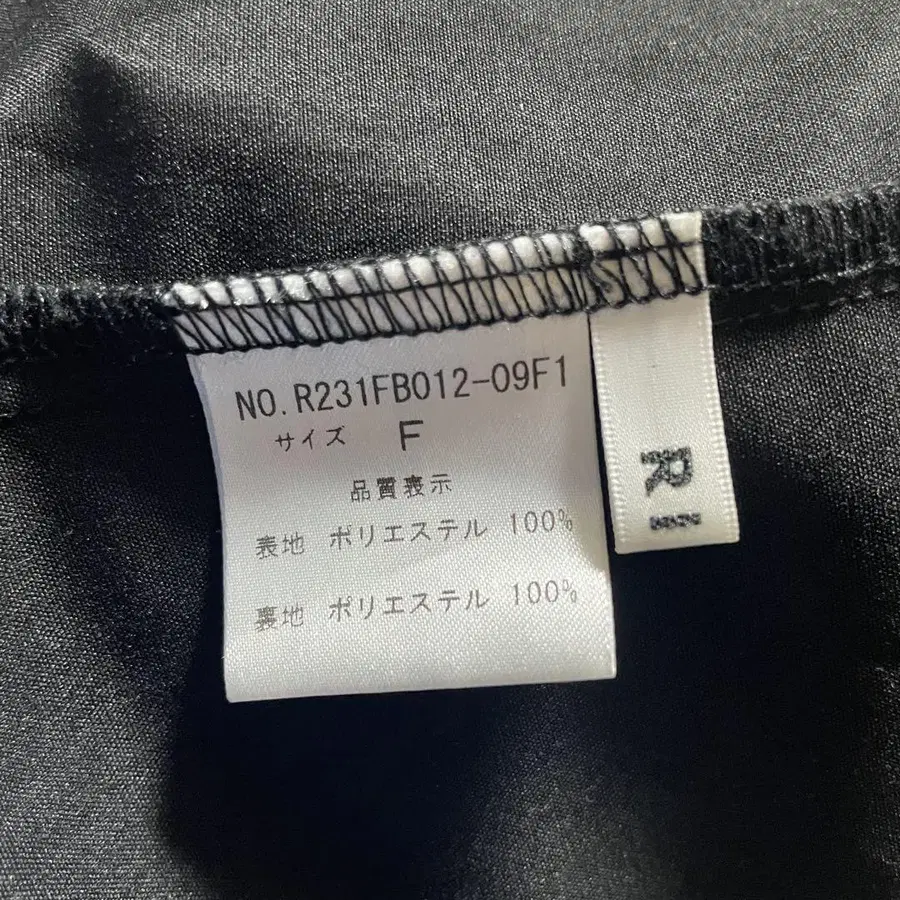 NO.R231FB012-09F1
サイズ F
品質表示
表地 ポリエステル 100%
裏地 ポリエステル 100%
R